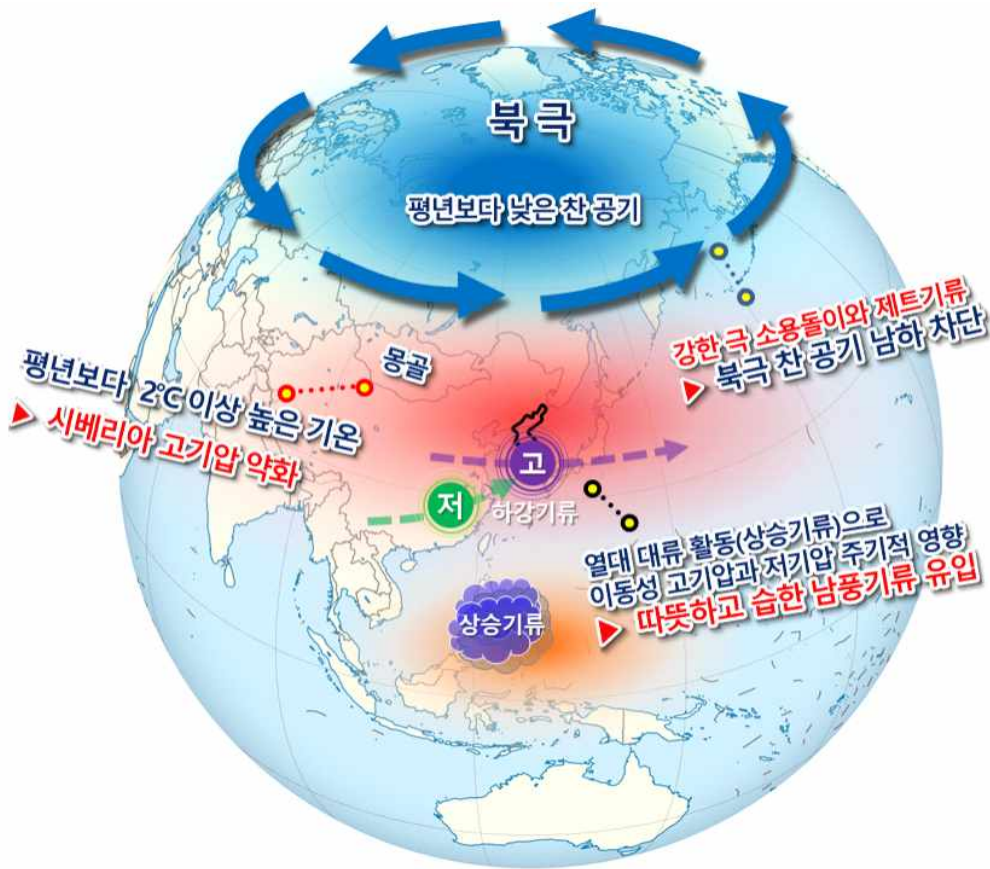 북극
평년보다 낮은 찬 공기
강한 극 소용돌이와 제트기류
▶ 북극 찬 공기 남하 차단
몽골
평년보다 2℃ 이상 높은 기온
▶ 시베리아 고기압 약화
고
저
하강기류
열대 대류 활동(상승기류)으로
이동성 고기압과 저기압 주기적 영향
▶ 따뜻하고 습한 남풍기류 유입
상승기류